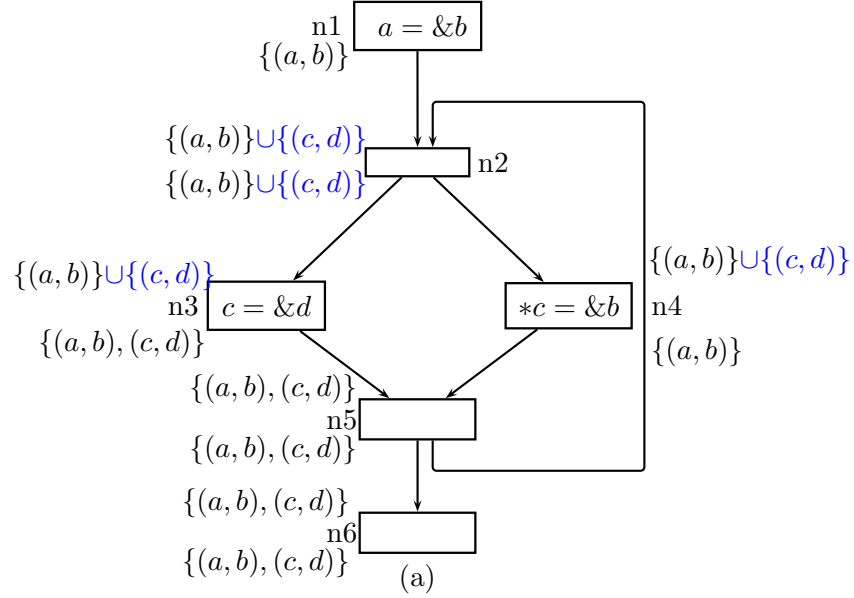 n1 a = &b
{(a, b)}
{(a, b)}∪{(c, d)}
n2
{(a, b)}∪{(c, d)}
{(a, b)}∪{(c, d)}
n3 c = &d
{(a, b), (c, d)}
{(a, b)}∪{(c, d)}
∗c = &b n4
{(a, b)}
{(a, b), (c, d)}
n5
{(a, b), (c, d)}
{(a, b), (c, d)}
n6
{(a, b), (c, d)}
(a)